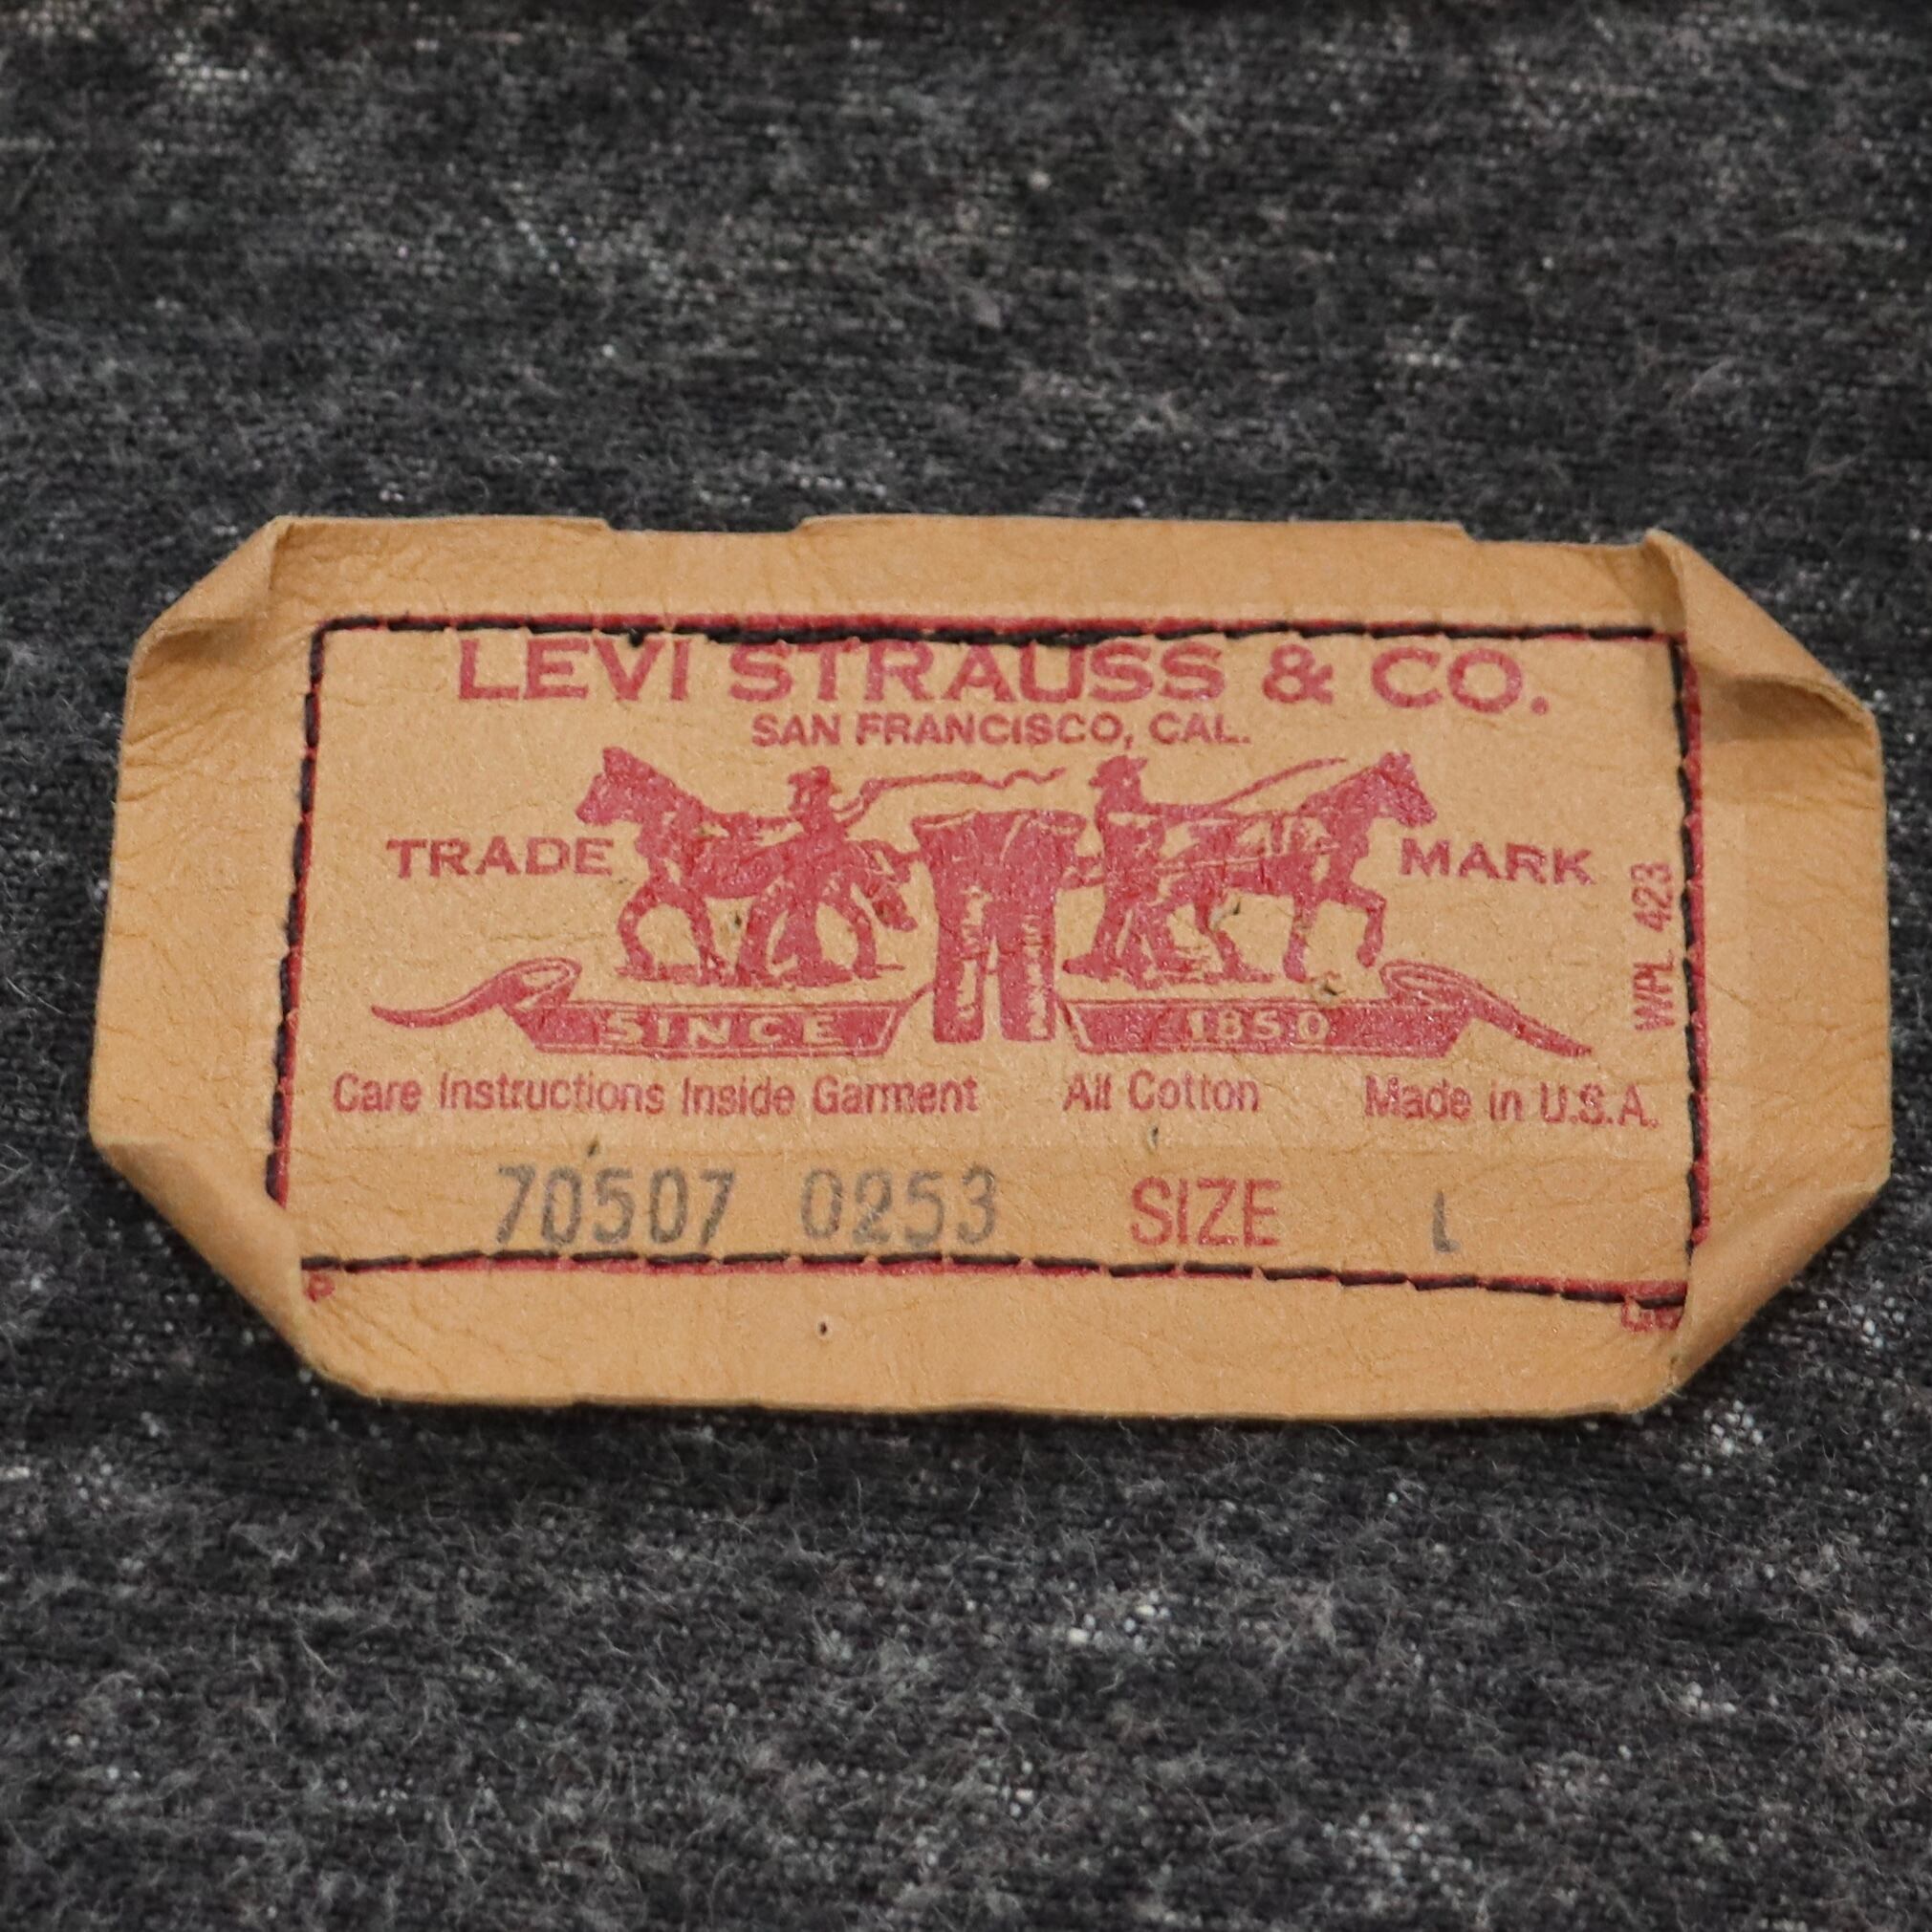 LEVI STRAUSS & CO.
SAN FRANCISCO, CAL.
TRADE MARK
WPL 423
SINCE 1850
Care Instructions Inside Garment All Cotton Made in U.S.A.
70507 0253 SIZE L